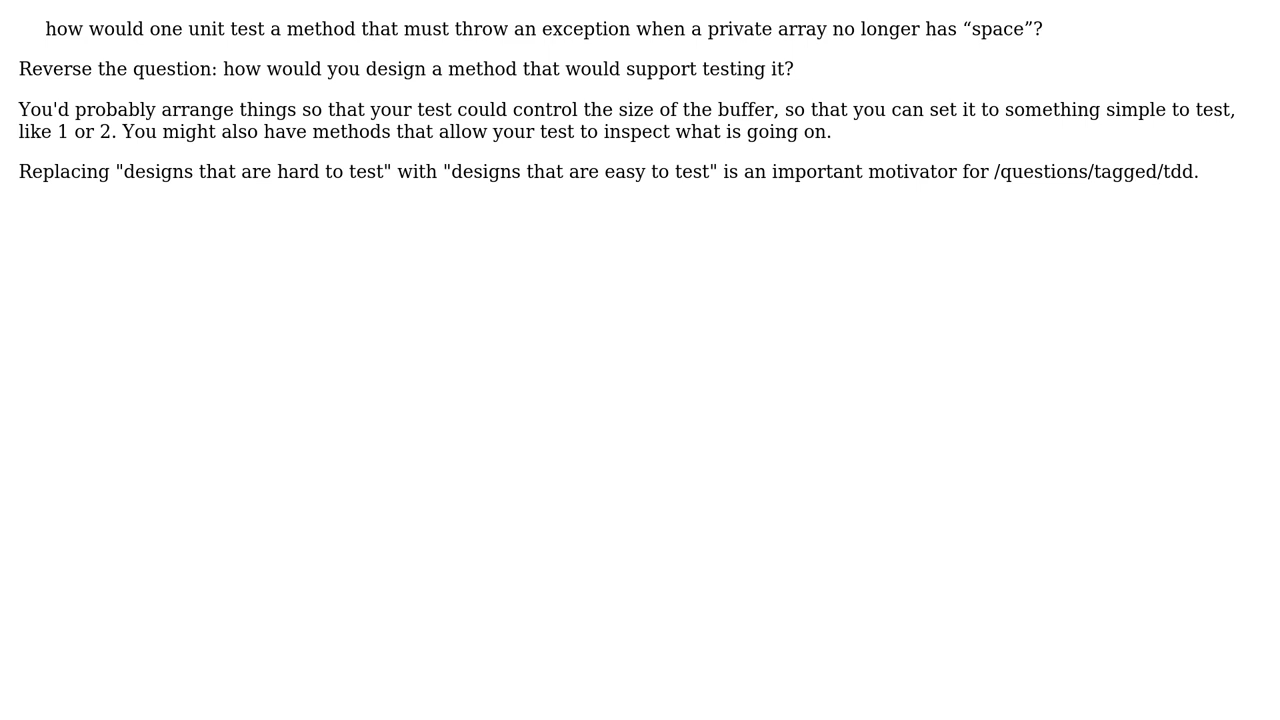 how would one unit test a method that must throw an exception when a private array no longer has “space”?
Reverse the question: how would you design a method that would support testing it?
You'd probably arrange things so that your test could control the size of the buffer, so that you can set it to something simple to test,
like 1 or 2. You might also have methods that allow your test to inspect what is going on.
Replacing "designs that are hard to test" with "designs that are easy to test" is an important motivator for /questions/tagged/tdd.